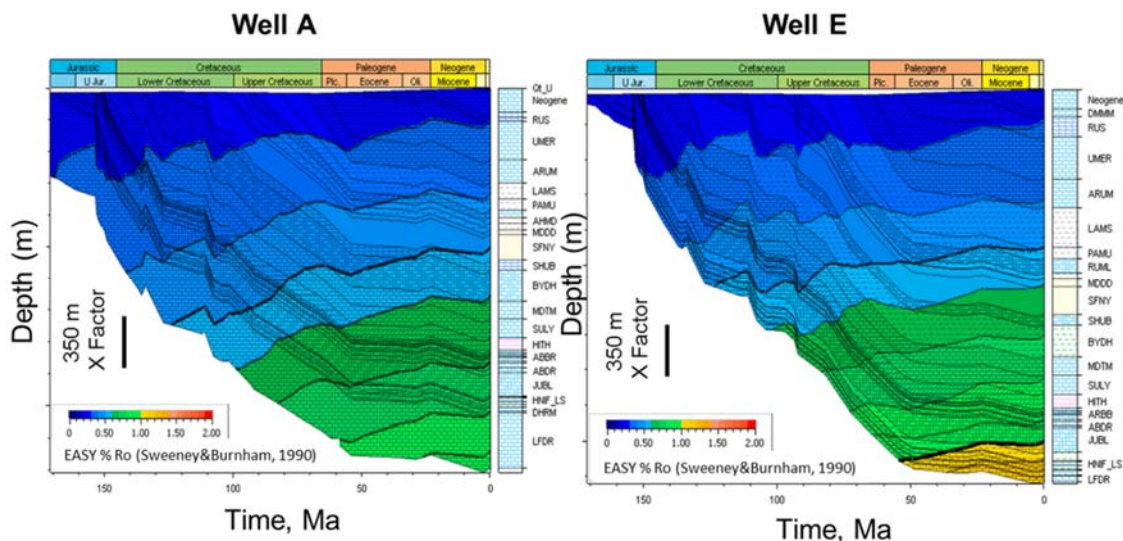 Well A
Jurassic Cretaceous Paleogene Neogene
U Jur. Lower Cretaceous Upper Cretaceous Plc. Eocene Oli. Miocene
Qt_U
Neogene
RUS
UMER
ARUM
LAMS
PAMU
AHMD
MDDD
SFNY
SHUB
BYDH
MDTM
SULY
HITH
ABBR
ABDR
JUBL
HNIF_LS
DHRM
LFDR
Depth (m)
350 m
X Factor
0 0.50 1.00 1.50 2.00
EASY % Ro (Sweeney&Burnham, 1990)
150 100 50 0
Time, Ma
Well E
Jurassic Cretaceous Paleogene Neogene
U Jur. Lower Cretaceous Upper Cretaceous Plc. Eocene Oli. Miocene
Neogene
DMMM
RUS
UMER
ARUM
LAMS
PAMU
RUML
MDDD
SFNY
SHUB
BYDH
MDTM
SULY
HITH
ARBB
ABDR
JUBL
HNIF_LS
LFDR
Depth (m)
350 m
X Factor
0 0.50 1.00 1.50 2.00
EASY % Ro (Sweeney&Burnham, 1990)
150 100 50 0
Time, Ma